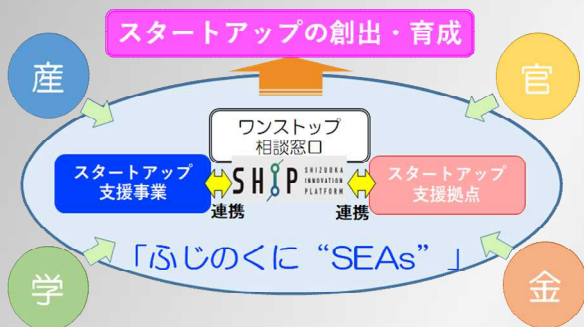 スタートアップの創出・育成
産
官
ワンストップ
相談窓口
スタートアップ
支援事業
連携
SHIP
SHIZUOKA
INNOVATION
PLATFORM
連携
スタートアップ
支援拠点
「ふじのくに“SEAs”」
学
金